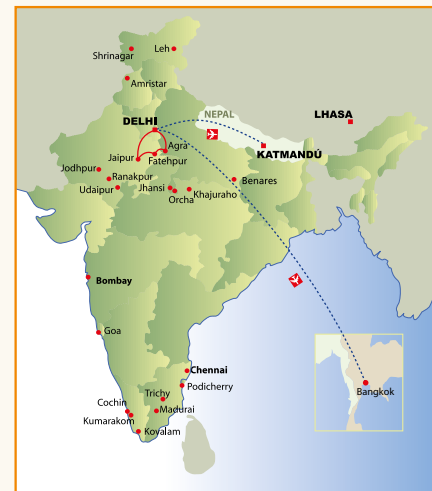 Leh
Shrinagar
Amristar
NEPAL
LHASA
DELHI
Agra
KATMANDÚ
Jaipur
Fatehpur
Jodhpur
Ranakpur
Benares
Udaipur
Jhansi
Khajuraho
Orcha
Bombay
Goa
Chennai
Podicherry
Bangkok
Trichy
Cochin
Madurai
Kumarakom
Kovalam